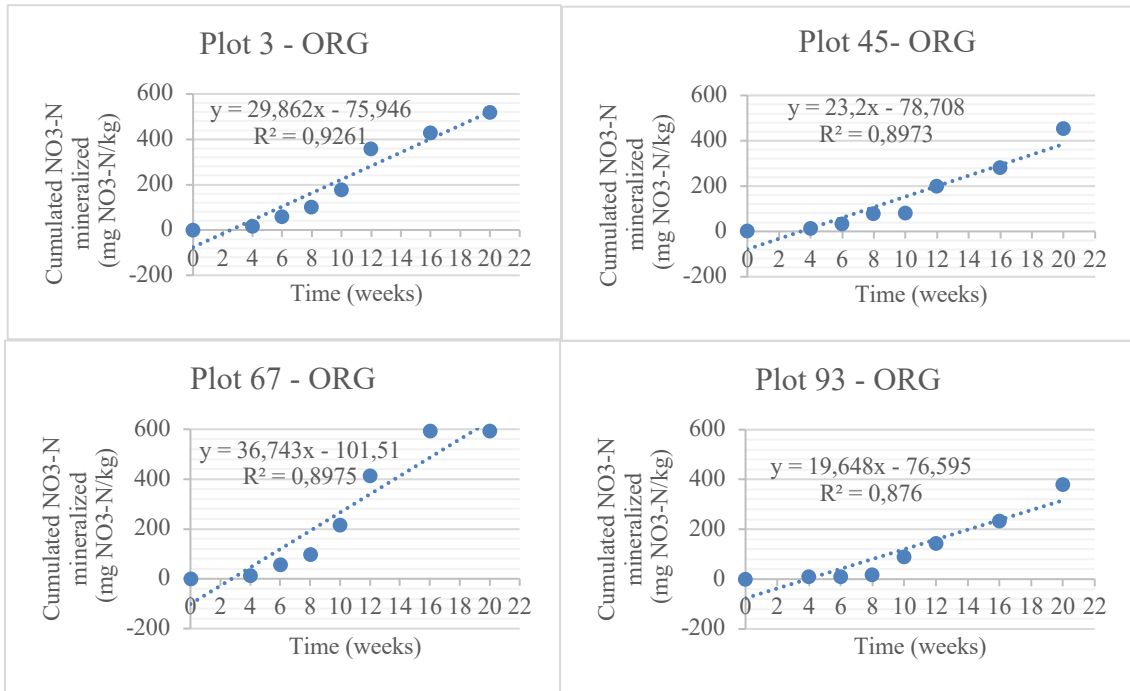 Plot 3 - ORG
Cumulated NO3-N
mineralized
(mg NO3-N/kg)
600
400
200
0
-200
y = 29,862x - 75,946
R² = 0,9261
0 2 4 6 8 10 12 14 16 18 20 22
Time (weeks)
Plot 45- ORG
Cumulated NO3-N
mineralized
(mg NO3-N/kg)
600
400
200
0
-200
y = 23,2x - 78,708
R² = 0,8973
0 2 4 6 8 10 12 14 16 18 20 22
Time (weeks)
Plot 67 - ORG
Cumulated NO3-N
mineralized
(mg NO3-N/kg)
600
400
200
0
-200
y = 36,743x - 101,51
R² = 0,8975
0 2 4 6 8 10 12 14 16 18 20 22
Time (weeks)
Plot 93 - ORG
Cumulated NO3-N
mineralized
(mg NO3-N/kg)
600
400
200
0
-200
y = 19,648x - 76,595
R² = 0,876
0 2 4 6 8 10 12 14 16 18 20 22
Time (weeks)